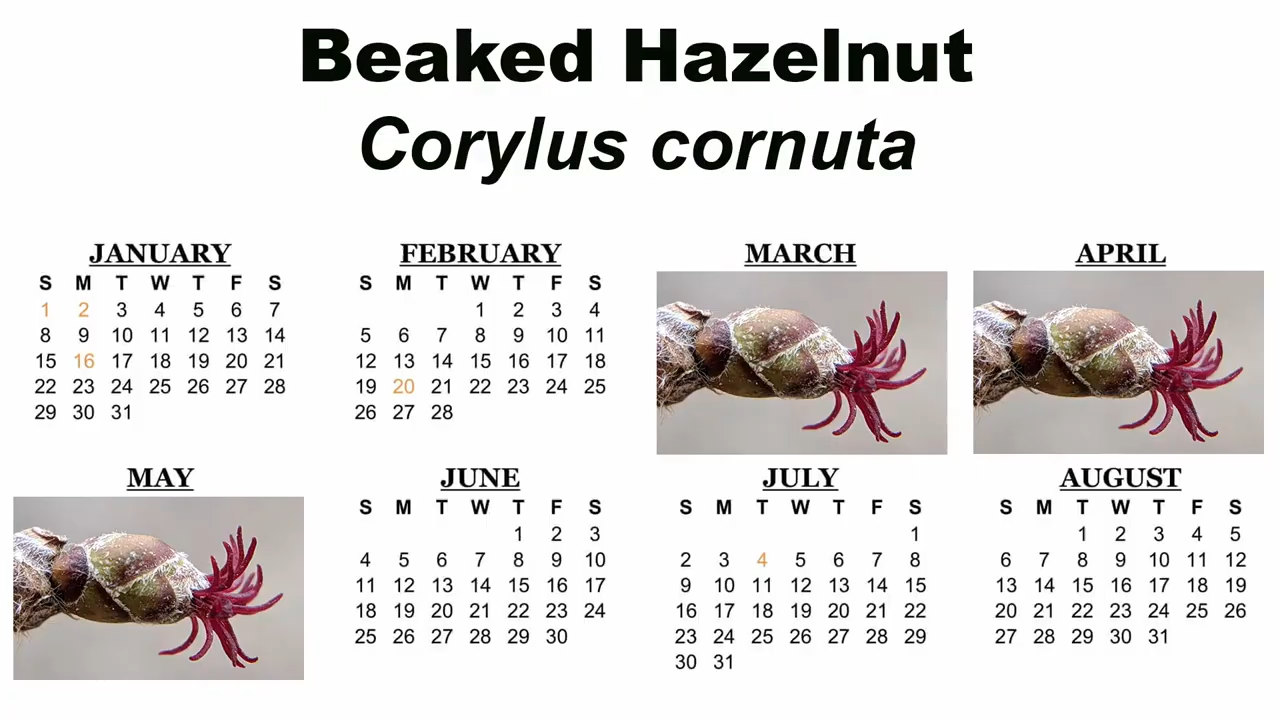 Beaked Hazelnut
Corylus cornuta
JANUARY
S M T W T F S
1 2 3 4 5 6 7
8 9 10 11 12 13 14
15 16 17 18 19 20 21
22 23 24 25 26 27 28
29 30 31
FEBRUARY
S M T W T F S
1 2 3 4
5 6 7 8 9 10 11
12 13 14 15 16 17 18
19 20 21 22 23 24 25
26 27 28
MARCH
APRIL
MAY
JUNE
S M T W T F S
1 2 3
4 5 6 7 8 9 10
11 12 13 14 15 16 17
18 19 20 21 22 23 24
25 26 27 28 29 30
JULY
S M T W T F S
1
2 3 4 5 6 7 8
9 10 11 12 13 14 15
16 17 18 19 20 21 22
23 24 25 26 27 28 29
30 31
AUGUST
S M T W T F S
1 2 3 4 5
6 7 8 9 10 11 12
13 14 15 16 17 18 19
20 21 22 23 24 25 26
27 28 29 30 31